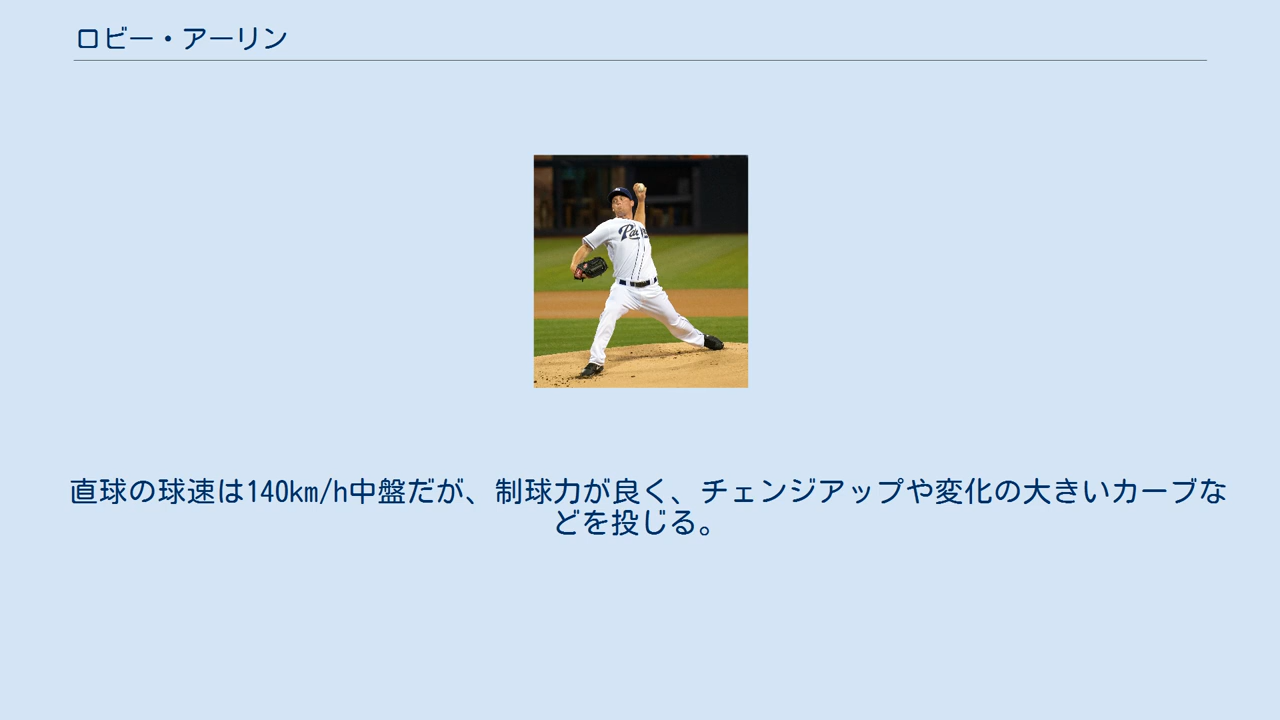 ロビー・アーリン
直球の球速は140km/h中盤だが、制球力が良く、チェンジアップや変化の大きいカーブな
どを投じる。